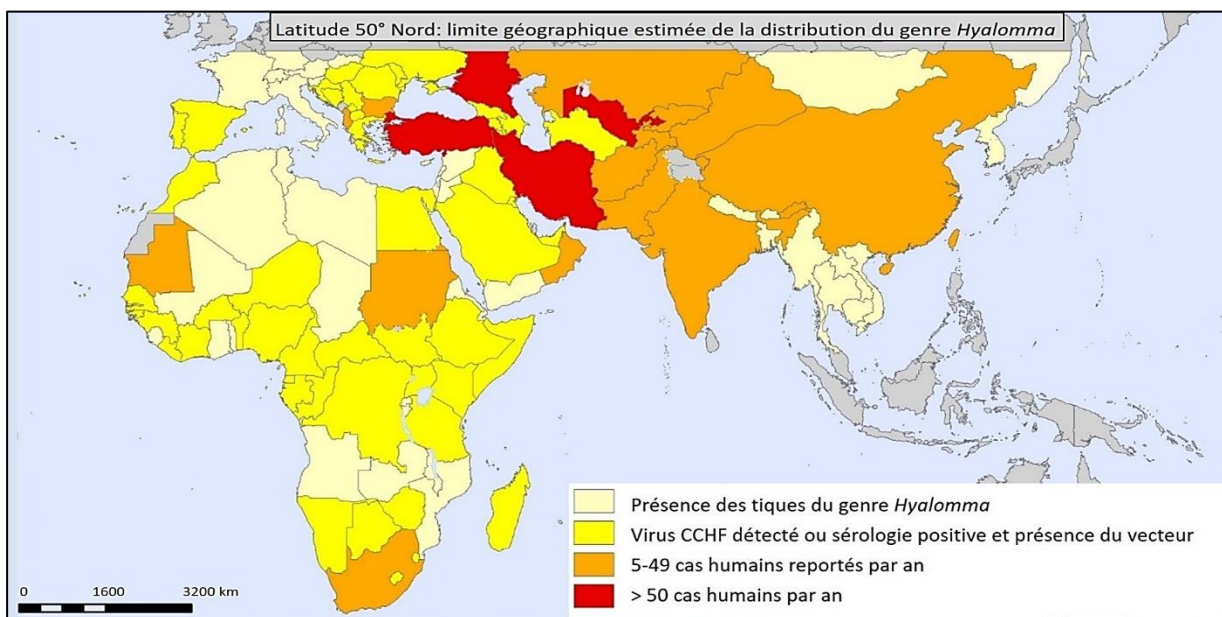 Latitude 50° Nord: limite géographique estimée de la distribution du genre Hyalomma
Présence des tiques du genre Hyalomma
Virus CCHF détecté ou sérologie positive et présence du vecteur
5-49 cas humains reportés par an
> 50 cas humains par an
0 1600 3200 km